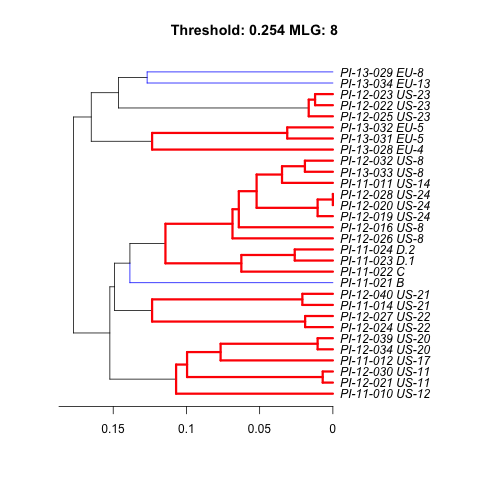 Threshold: 0.254 MLG: 8
PI-13-029 EU-8
PI-13-034 EU-13
PI-12-023 US-23
PI-12-022 US-23
PI-12-025 US-23
PI-13-032 EU-5
PI-13-031 EU-5
PI-13-028 EU-4
PI-12-032 US-8
PI-13-033 US-8
PI-11-011 US-14
PI-12-028 US-24
PI-12-020 US-24
PI-12-019 US-24
PI-12-016 US-8
PI-12-026 US-8
PI-11-024 D.2
PI-11-023 D.1
PI-11-022 C
PI-11-021 B
PI-12-040 US-21
PI-11-014 US-21
PI-12-027 US-22
PI-12-024 US-22
PI-12-039 US-20
PI-12-034 US-20
PI-11-012 US-17
PI-12-030 US-11
PI-12-021 US-11
PI-11-010 US-12
0.15 0.1 0.05 0